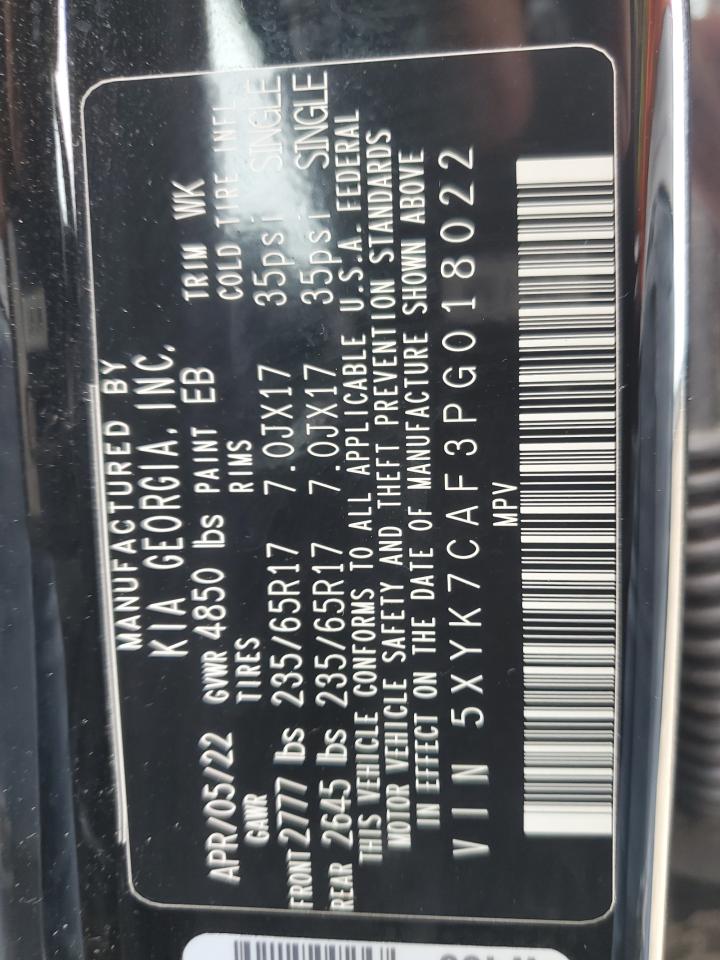 MANUFACTURED BY
KIA GEORGIA, INC.
APR/05/22 GVWR 4850 lbs PAINT EB TRIM WK
GAWR TIRES RIMS COLD TIRE INFL
FRONT 2777 lbs 235/65R17 7.0JX17 35psi SINGLE
REAR 2645 lbs 235/65R17 7.0JX17 35psi SINGLE
THIS VEHICLE CONFORMS TO ALL APPLICABLE U.S.A. FEDERAL
MOTOR VEHICLE SAFETY AND THEFT PREVENTION STANDARDS
IN EFFECT ON THE DATE OF MANUFACTURE SHOWN ABOVE
VIN 5XYK7CAF3PG018022
MPV